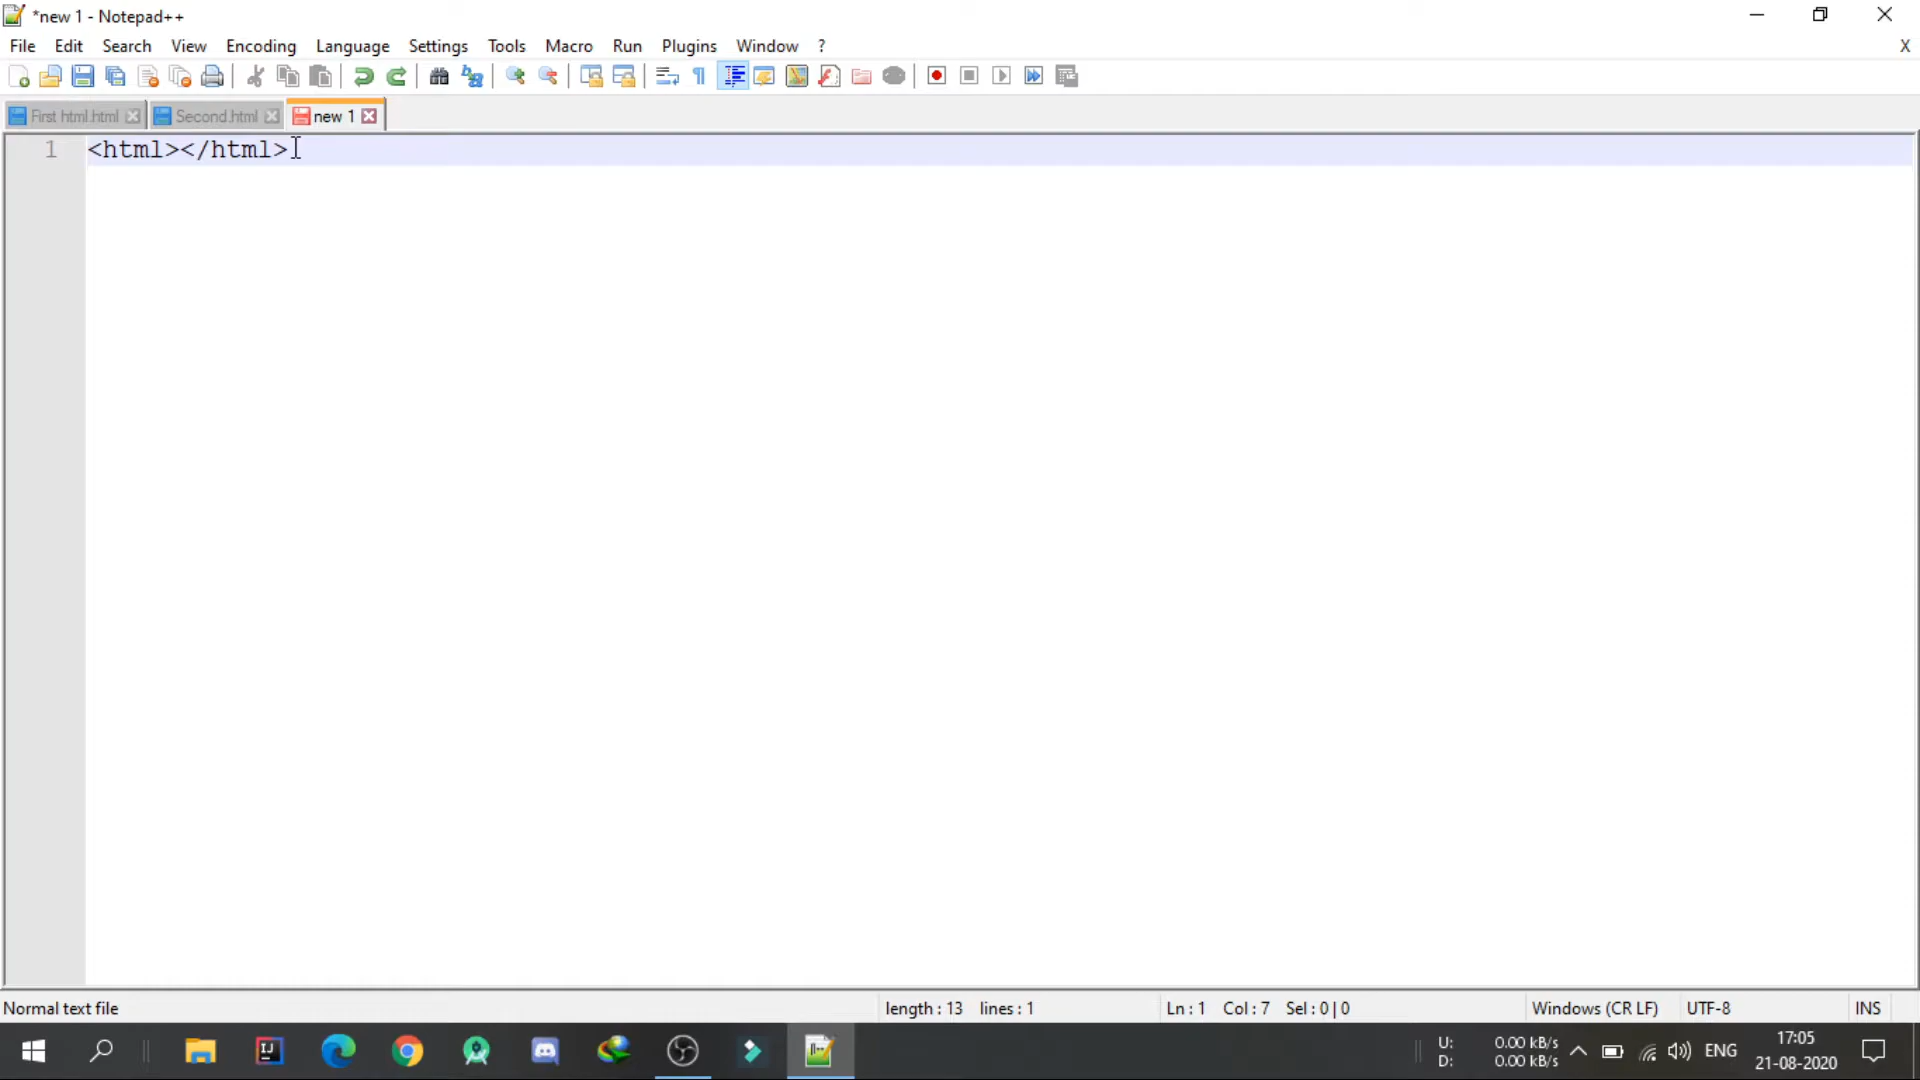 *new 1 - Notepad++
File Edit Search View Encoding Language Settings Tools Macro Run Plugins Window ? X
First html.html Second.html new 1
1 <html></html>
Normal text file length : 13 lines : 1 Ln : 1 Col : 7 Sel : 0 | 0 Windows (CR LF) UTF-8 INS
U: 0.00 kB/s
D: 0.00 kB/s
ENG
17:05
21-08-2020